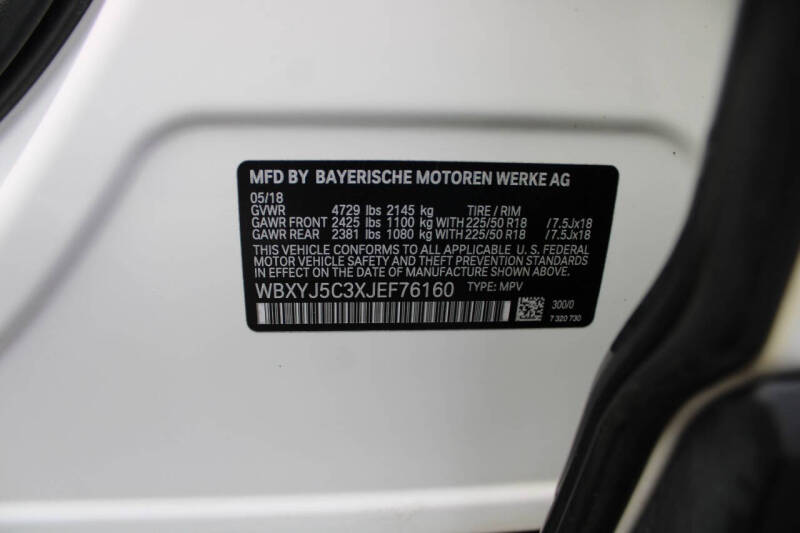 MFD BY BAYERISCHE MOTOREN WERKE AG
05/18
GVWR 4729 lbs 2145 kg TIRE / RIM
GAWR FRONT 2425 lbs 1100 kg WITH 225/50 R18 /7.5Jx18
GAWR REAR 2381 lbs 1080 kg WITH 225/50 R18 /7.5Jx18
THIS VEHICLE CONFORMS TO ALL APPLICABLE U.S. FEDERAL
MOTOR VEHICLE SAFETY AND THEFT PREVENTION STANDARDS
IN EFFECT ON THE DATE OF MANUFACTURE SHOWN ABOVE.
WBXYJ5C3XJEF76160 TYPE: MPV
300/0
7 320 730